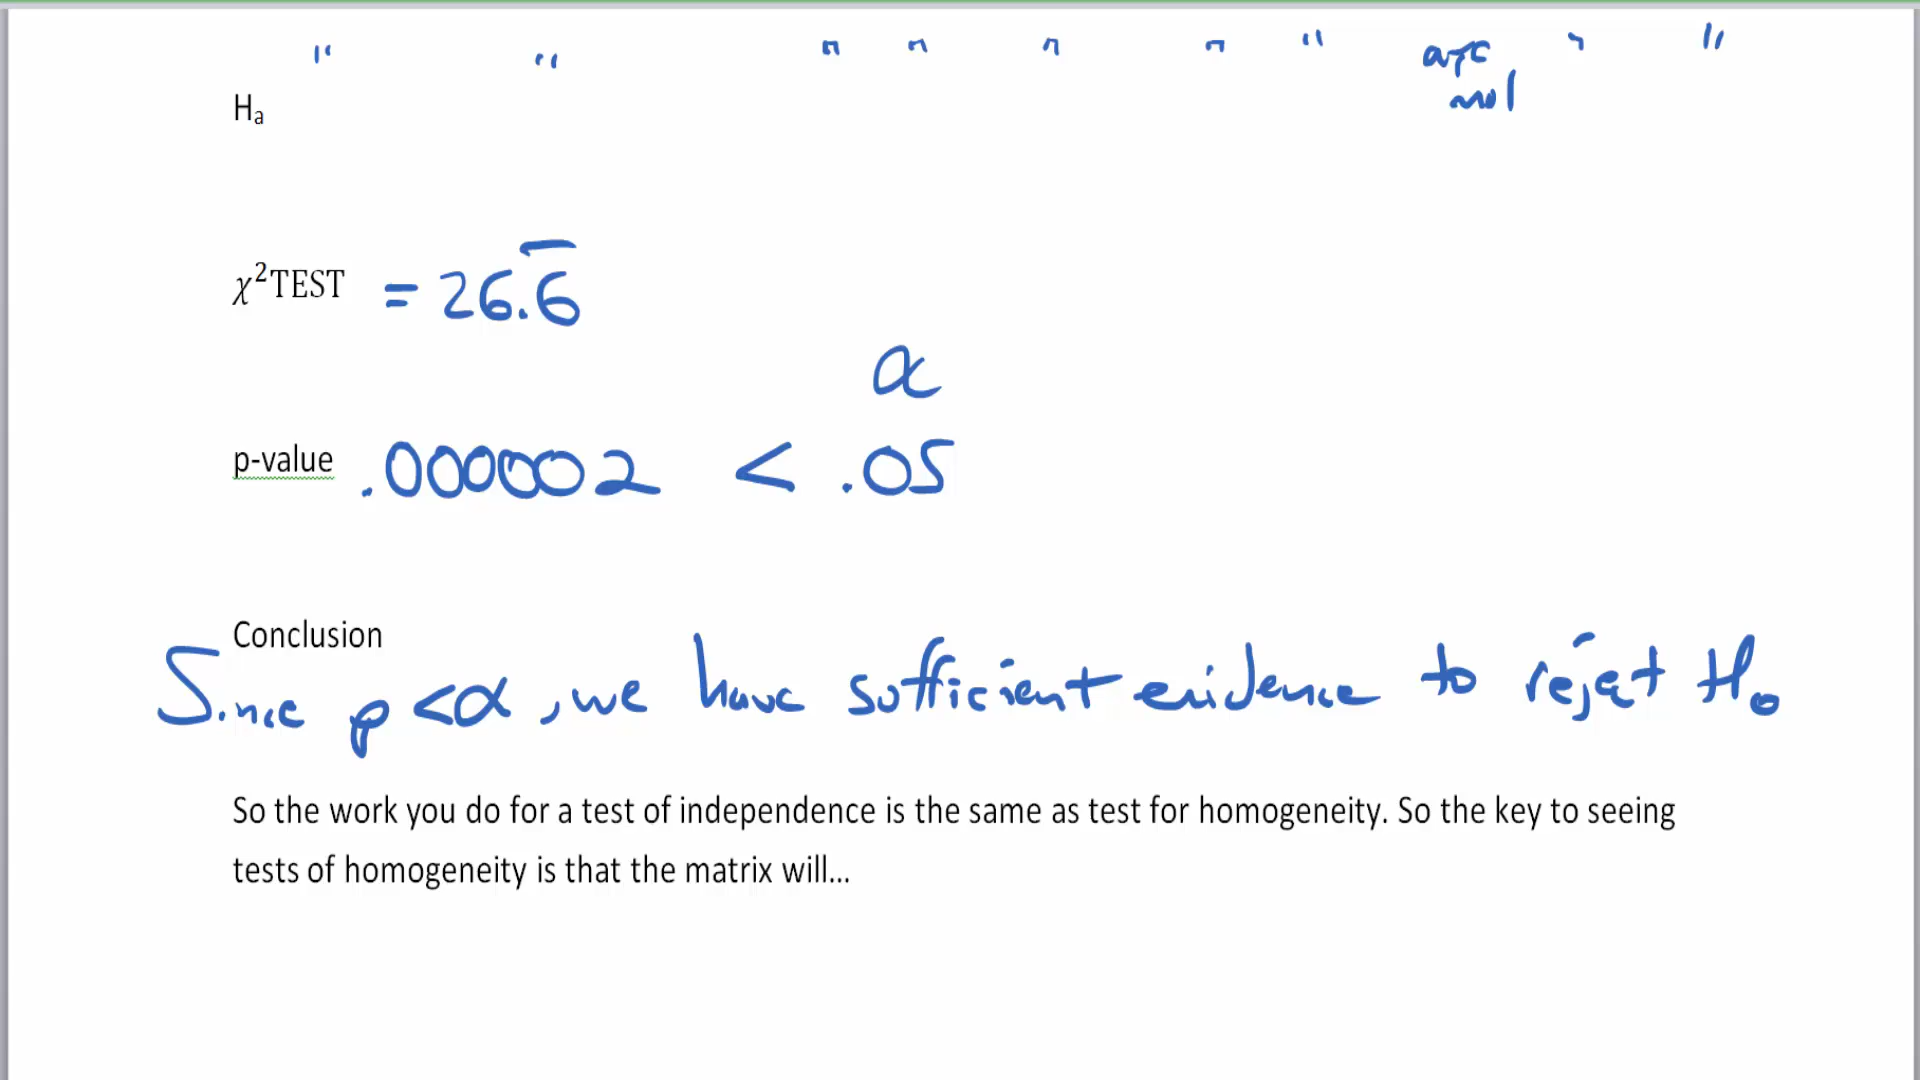 " " " " " " " are " "
not
Ha
χ²TEST = 26.6̅
α
p-value .000002 < .05
Conclusion
Since p < α, we have sufficient evidence to reject H₀
So the work you do for a test of independence is the same as test for homogeneity. So the key to seeing
tests of homogeneity is that the matrix will...